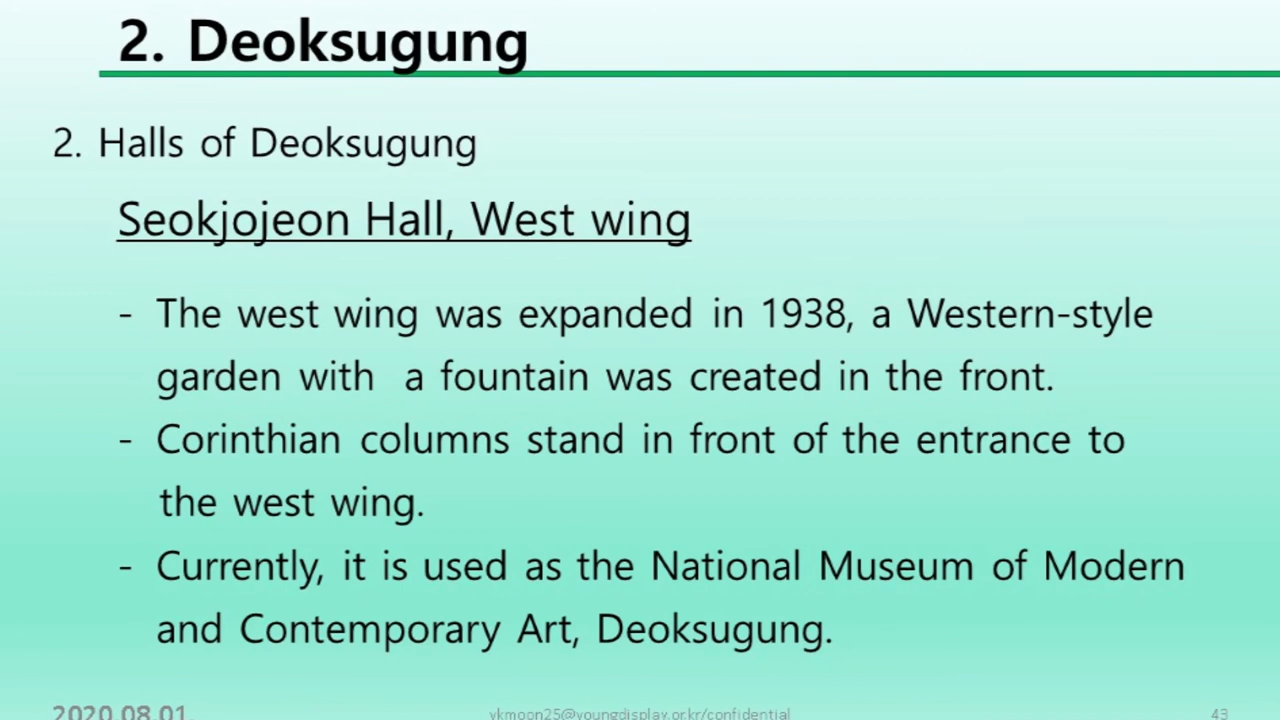 2. Deoksugung
2. Halls of Deoksugung
Seokjojeon Hall, West wing
- The west wing was expanded in 1938, a Western-style
garden with a fountain was created in the front.
- Corinthian columns stand in front of the entrance to
the west wing.
- Currently, it is used as the National Museum of Modern
and Contemporary Art, Deoksugung.
2020.08.01.
ykmoon25@youngdisplay.or.kr/confidential
43